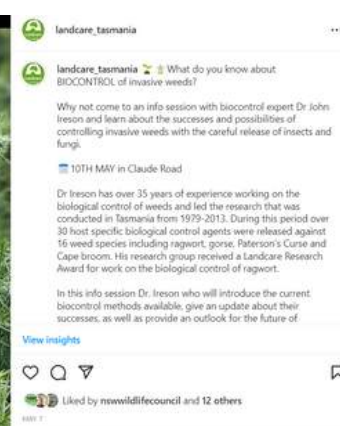 landcare_tasmania
landcare_tasmania What do you know about
BIOCONTROL of invasive weeds?
Why not come to an info session with biocontrol expert Dr John
Ireson and learn about the successes and possibilities of
controlling invasive weeds with the careful release of insects and
fungi.
10TH MAY in Claude Road
Dr Ireson has over 35 years of experience working on the
biological control of weeds and led the research that was
conducted in Tasmania from 1979-2013. During this period over
30 host specific biological control agents were released against
16 weed species including ragwort, gorse, Paterson's Curse and
Cape broom. His research group received a Landcare Research
Award for work on the biological control of ragwort.
In this info session Dr. Ireson who will introduce the current
biocontrol methods available, give an update about their
successes, as well as provide an outlook for the future of
View insights
Liked by nswwildlifecouncil and 12 others
MAY 7